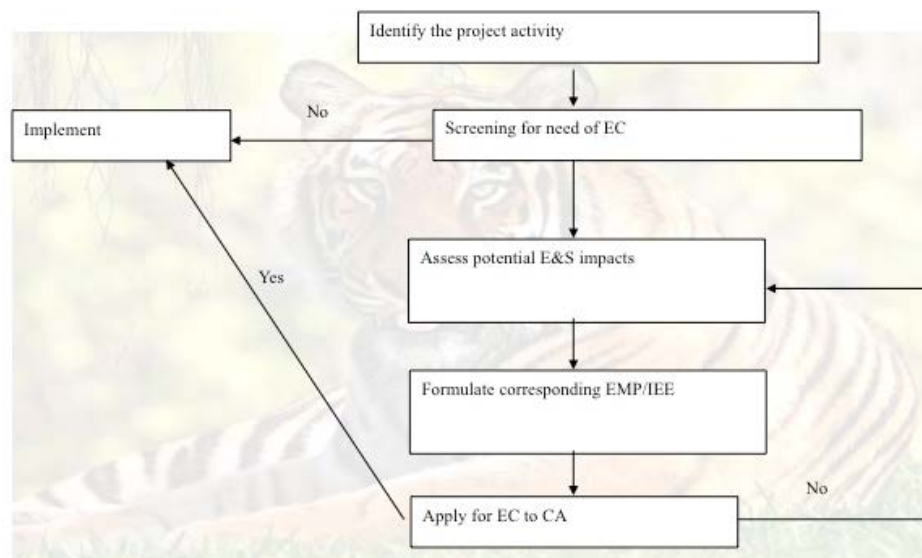 Identify the project activity
No
Implement
Screening for need of EC
Assess potential E&S impacts
Yes
Formulate corresponding EMP/IEE
No
Apply for EC to CA